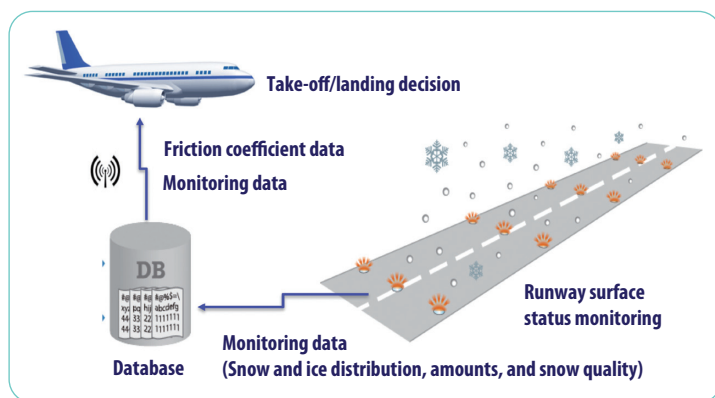 Take-off/landing decision
Friction coefficient data
Monitoring data
DB
Runway surface
status monitoring
Monitoring data
(Snow and ice distribution, amounts, and snow quality)
Database